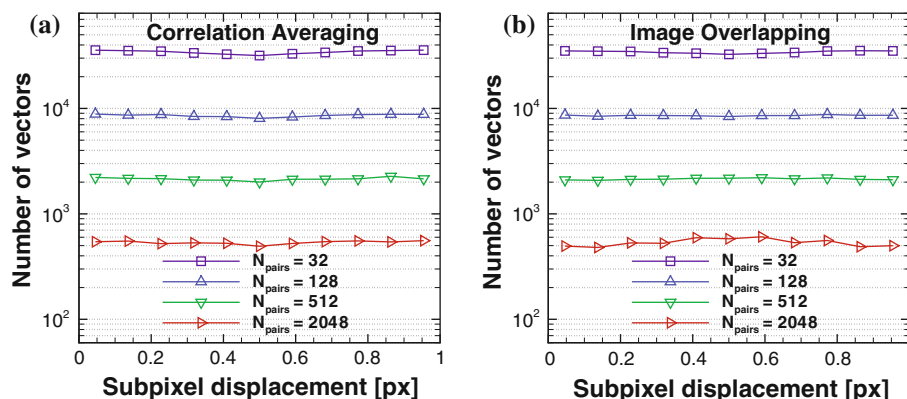 (a)
Correlation Averaging
Number of vectors
10^4
10^3
10^2
N_pairs = 32
N_pairs = 128
N_pairs = 512
N_pairs = 2048
0 0.2 0.4 0.6 0.8 1
Subpixel displacement [px]
(b)
Image Overlapping
Number of vectors
10^4
10^3
10^2
N_pairs = 32
N_pairs = 128
N_pairs = 512
N_pairs = 2048
0 0.2 0.4 0.6 0.8
Subpixel displacement [px]